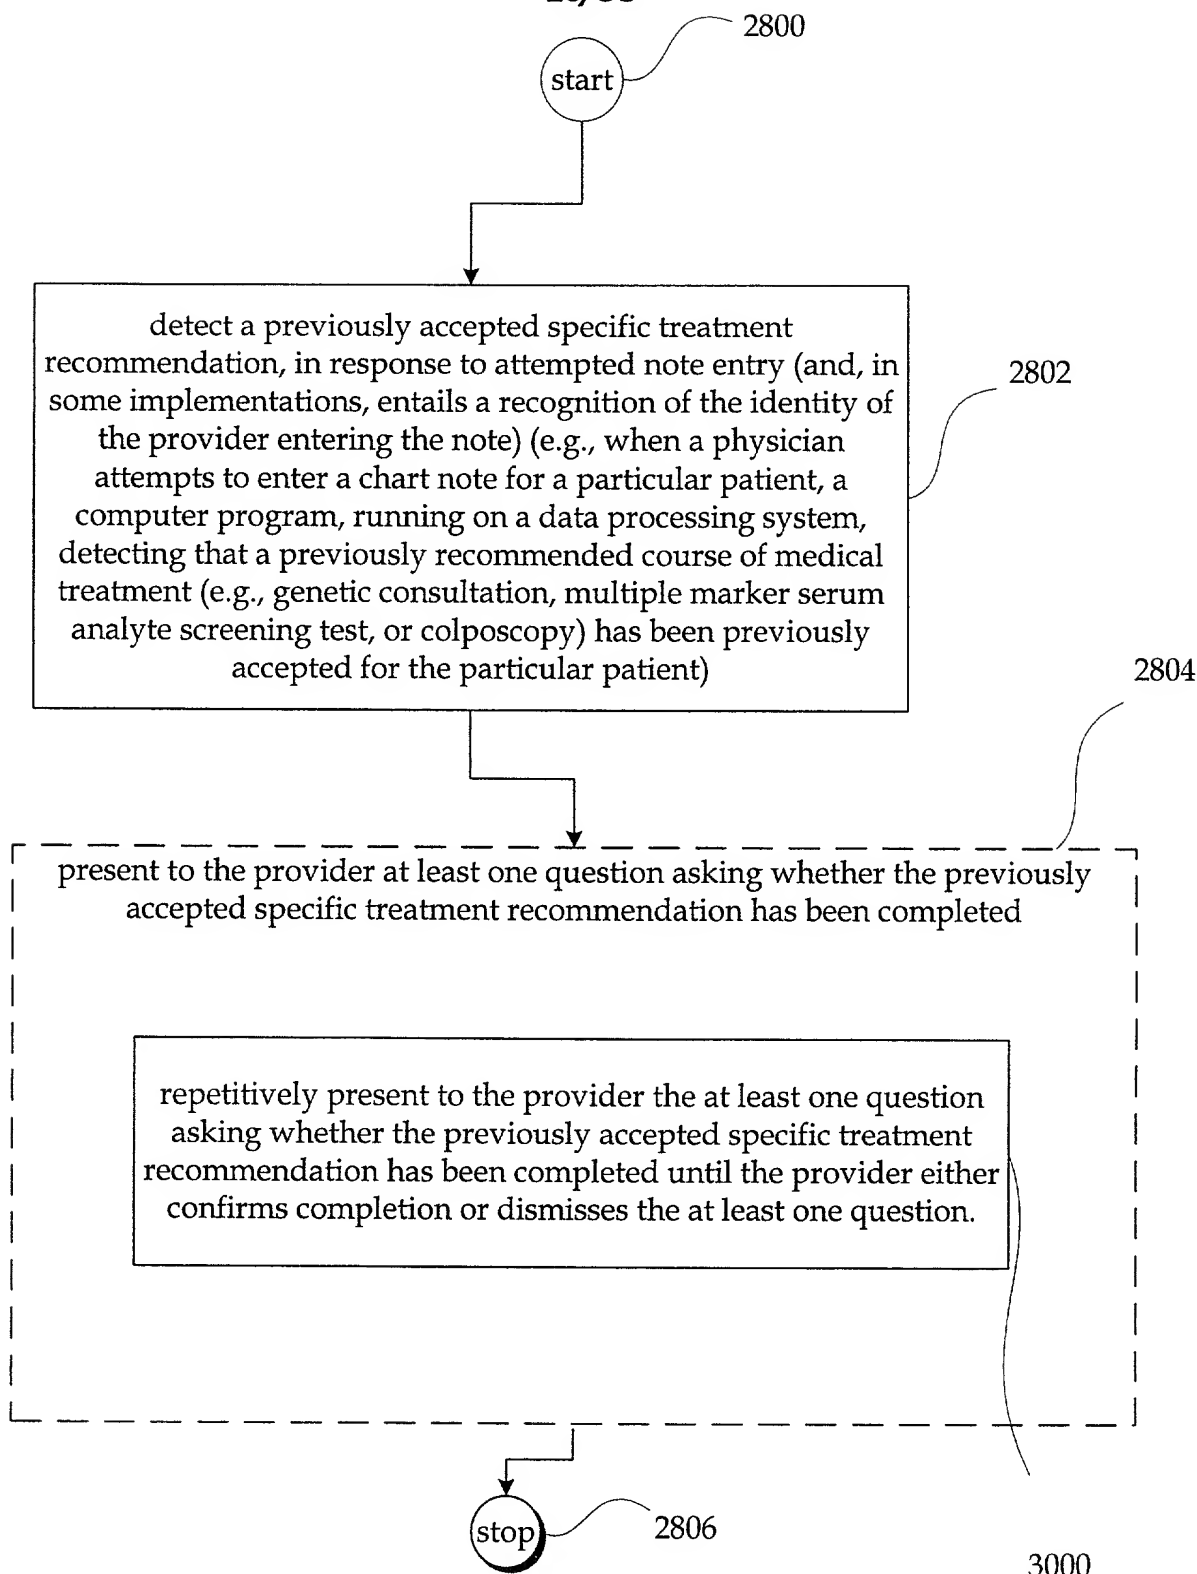 2800
start
detect a previously accepted specific treatment
recommendation, in response to attempted note entry (and, in
some implementations, entails a recognition of the identity of
the provider entering the note) (e.g., when a physician
attempts to enter a chart note for a particular patient, a
computer program, running on a data processing system,
detecting that a previously recommended course of medical
treatment (e.g., genetic consultation, multiple marker serum
analyte screening test, or colposcopy) has been previously
accepted for the particular patient)
2802
2804
present to the provider at least one question asking whether the previously
accepted specific treatment recommendation has been completed
repetitively present to the provider the at least one question
asking whether the previously accepted specific treatment
recommendation has been completed until the provider either
confirms completion or dismisses the at least one question.
stop
2806
3000